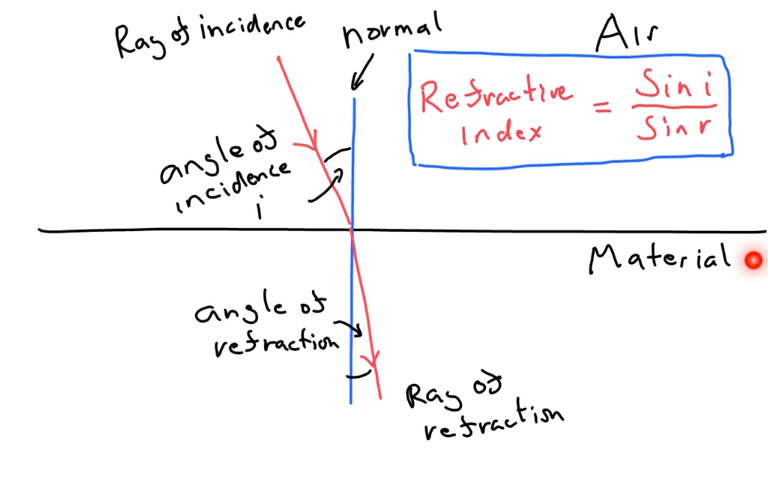 Ray of incidence
normal
Air
Refractive
Index
= Sin i
Sin r
angle of
incidence
i
Material
angle of
refraction
Ray of
refraction